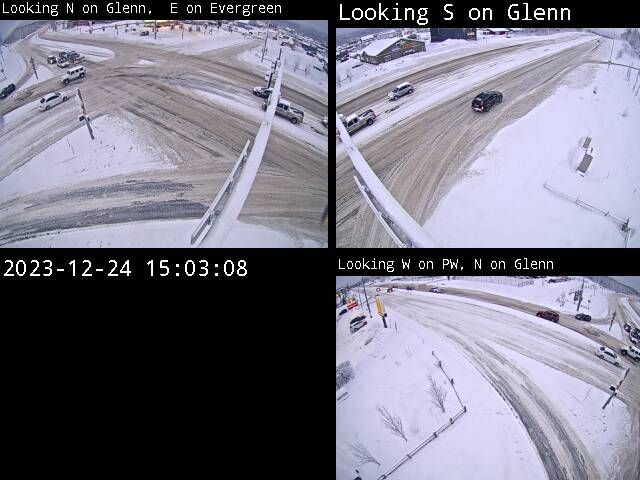 Looking N on Glenn,  E on Evergreen
Looking S on Glenn
2023-12-24 15:03:08
Looking W on PW, N on Glenn